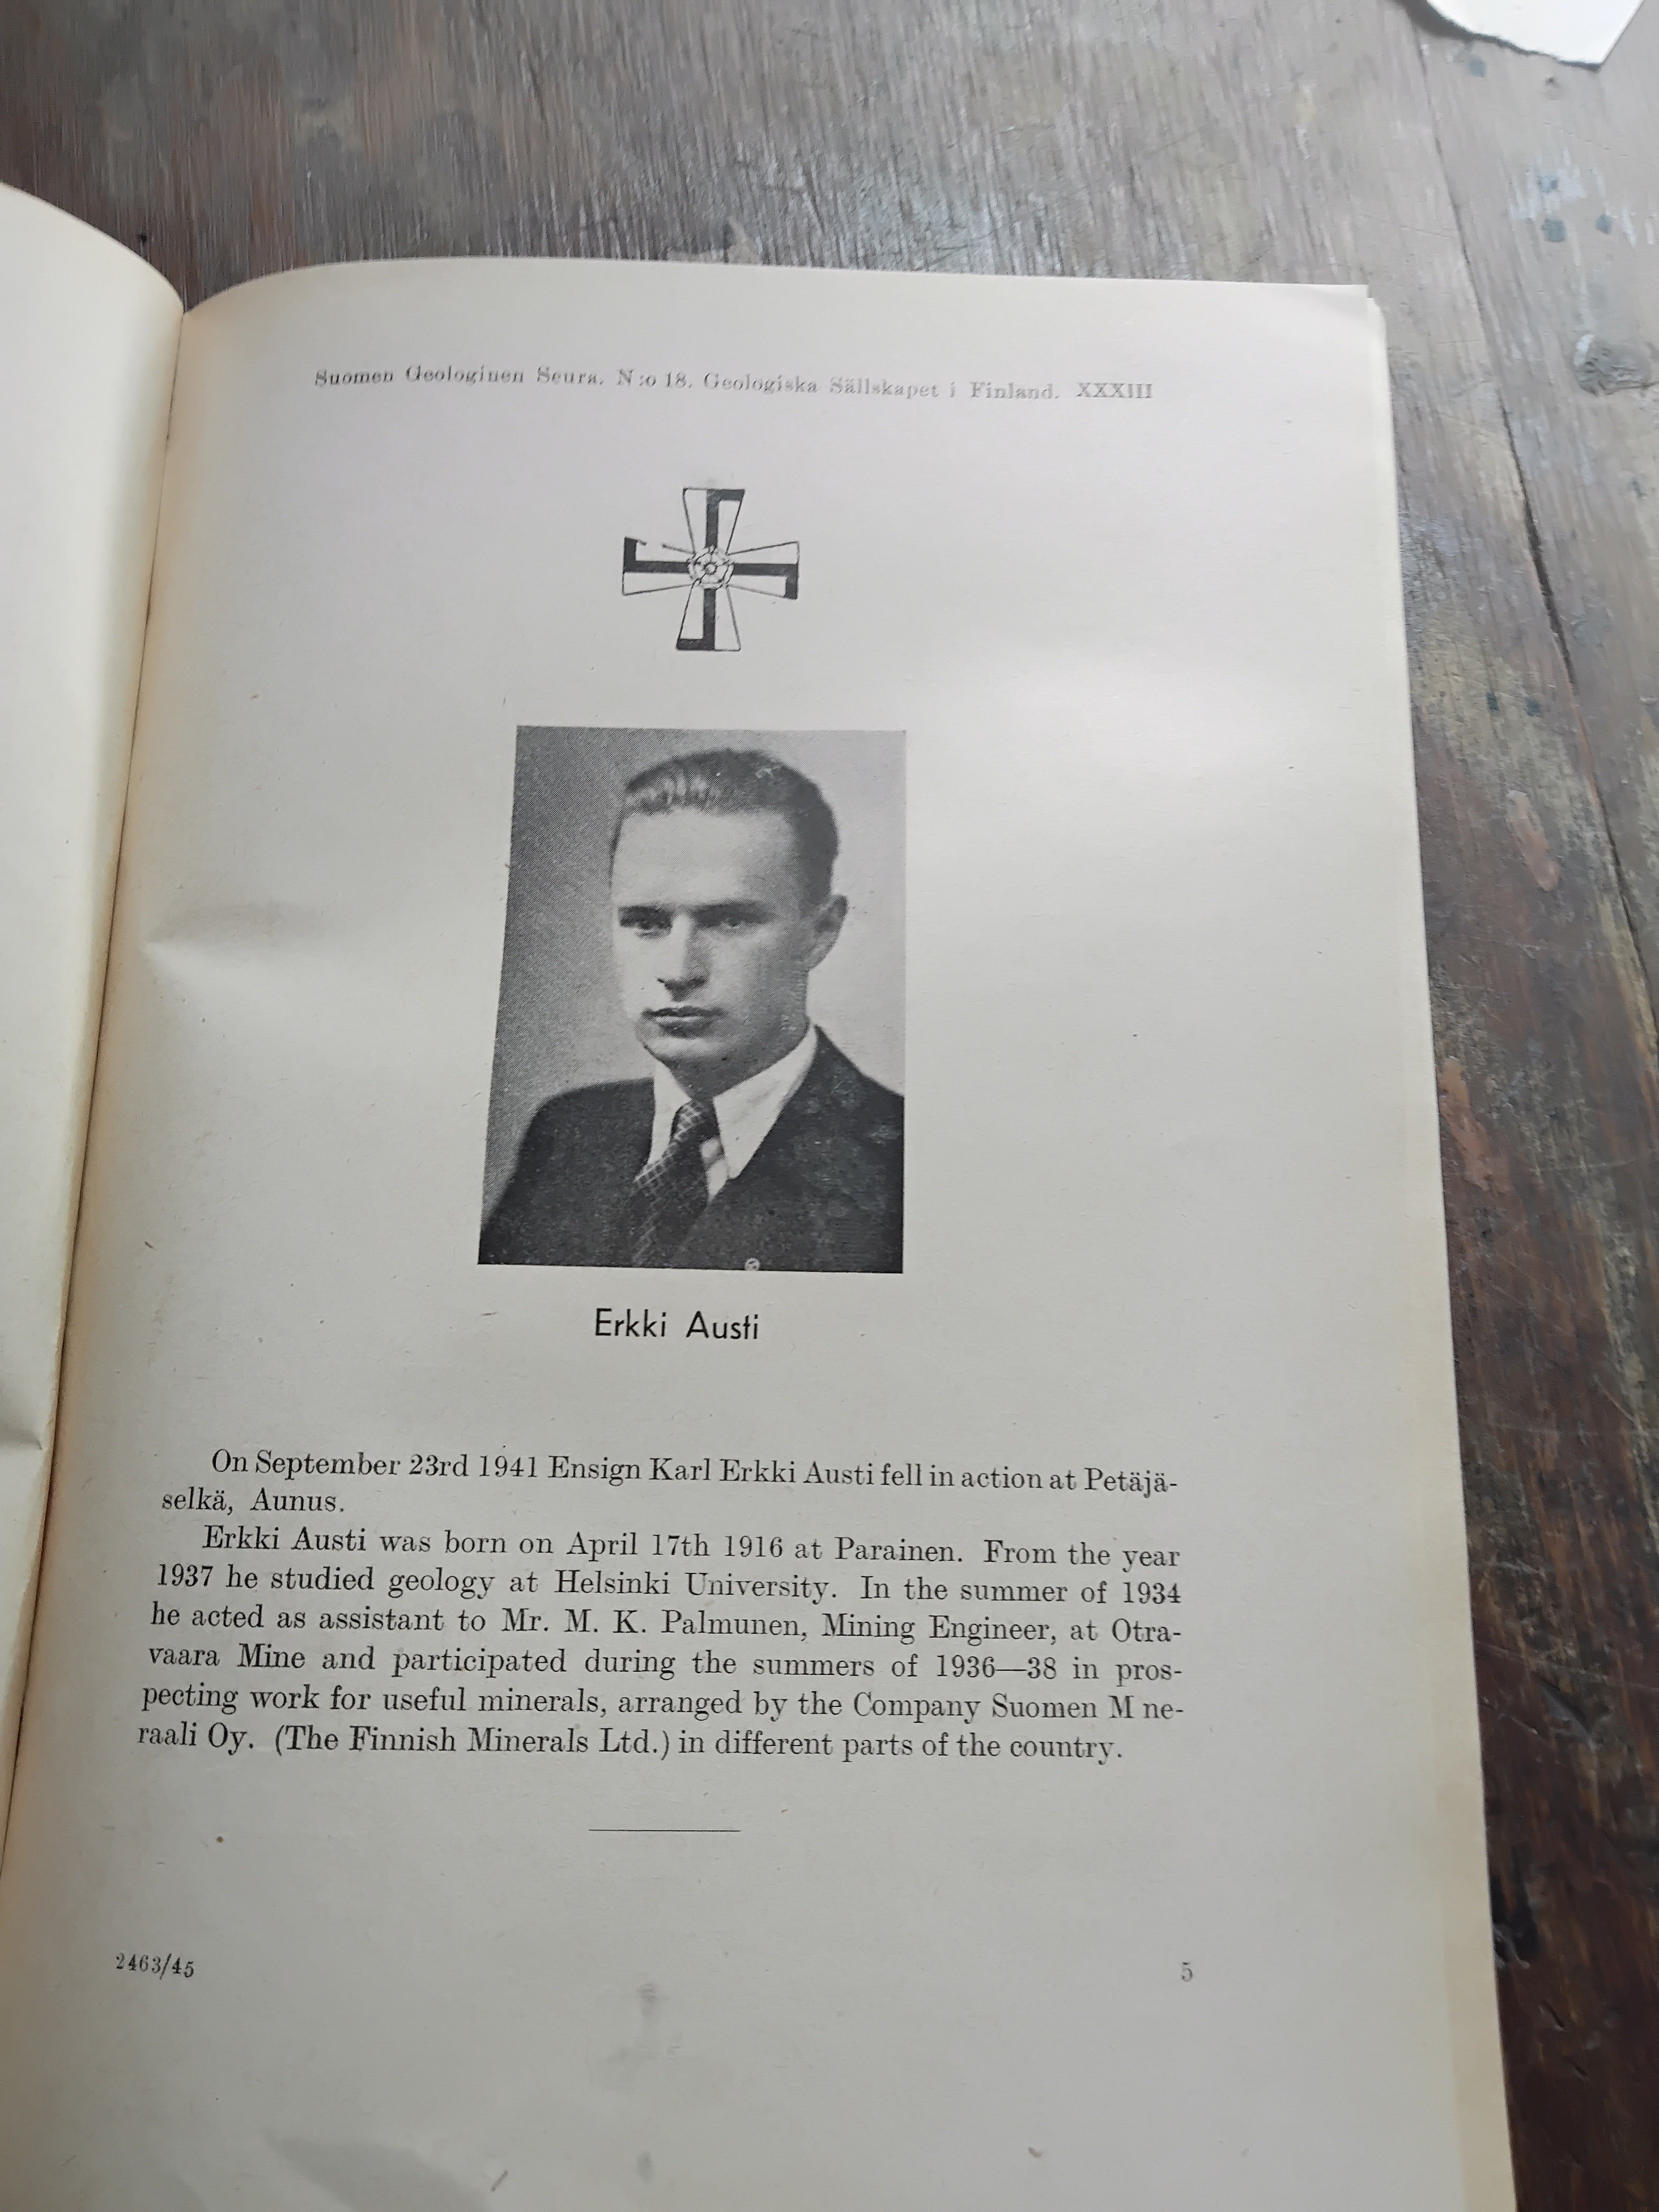 Suomen Geologinen Seura. N:o 18. Geologiska Sällskapet i Finland. XXXIII
Erkki Austi
On September 23rd 1941 Ensign Karl Erkki Austi fell in action at Petäjä-
selkä, Aunus.
Erkki Austi was born on April 17th 1916 at Parainen. From the year
1937 he studied geology at Helsinki University. In the summer of 1934
he acted as assistant to Mr. M. K. Palmunen, Mining Engineer, at Otra-
vaara Mine and participated during the summers of 1936—38 in pros-
pecting work for useful minerals, arranged by the Company Suomen M ne-
raali Oy. (The Finnish Minerals Ltd.) in different parts of the country.
2463/45 5